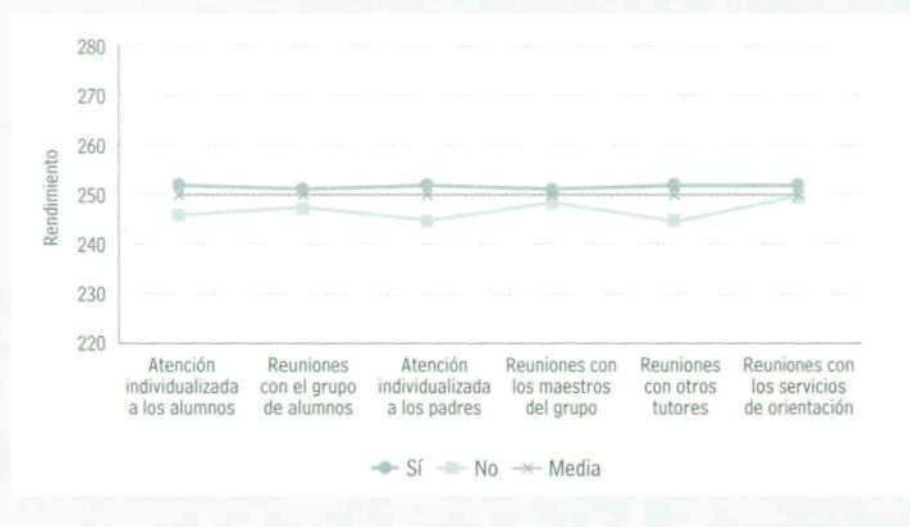 280
270
260
250
240
230
220
Rendimiento
Atención
individualizada
a los alumnos
Reuniones
con el grupo
de alumnos
Atención
individualizada
a los padres
Reuniones con
los maestros
del grupo
Reuniones
con otros
tutores
Reuniones con
los servicios
de orientación
Sí No Media